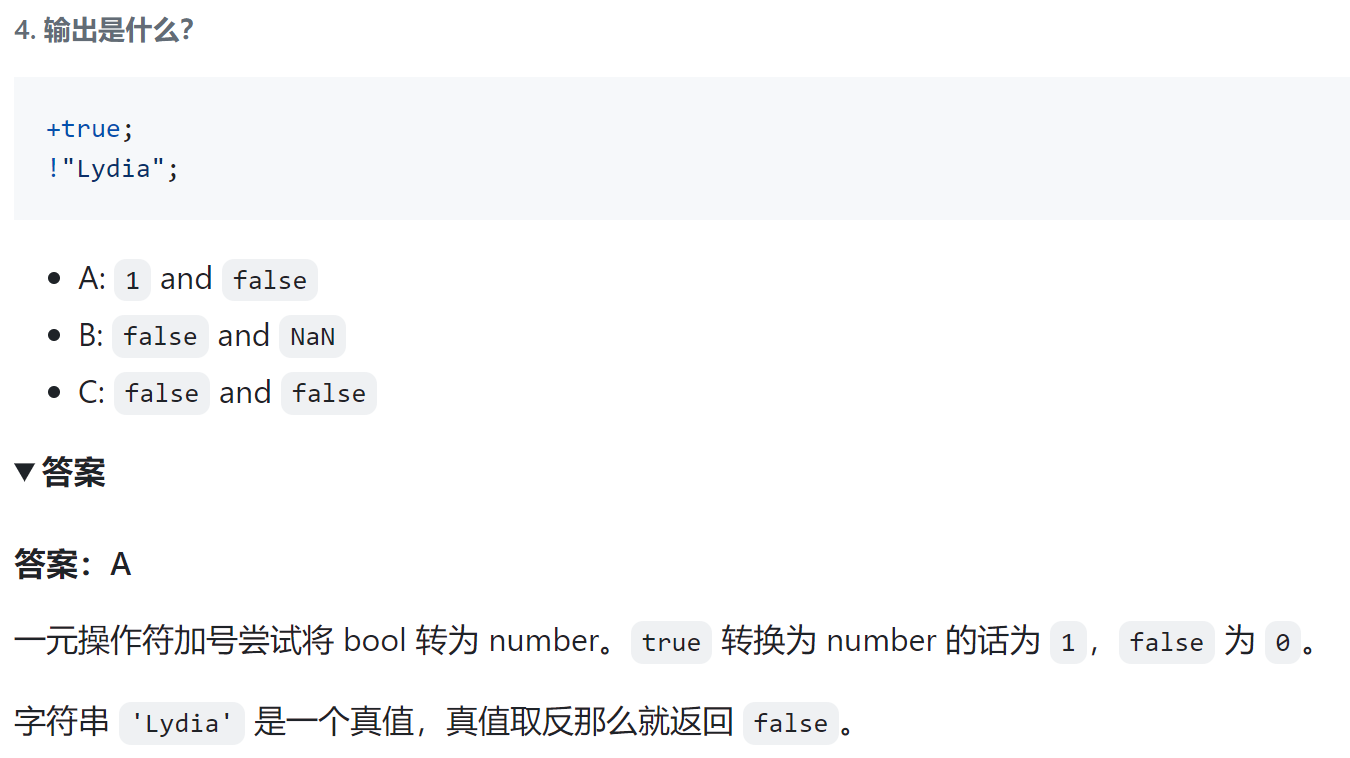 4. 输出是什么？
+true;
!"Lydia";
A: 1 and false
B: false and NaN
C: false and false
答案
答案：A
一元操作符加号尝试将 bool 转为 number。true 转换为 number 的话为 1，false 为 0。
字符串 'Lydia' 是一个真值，真值取反那么就返回 false。